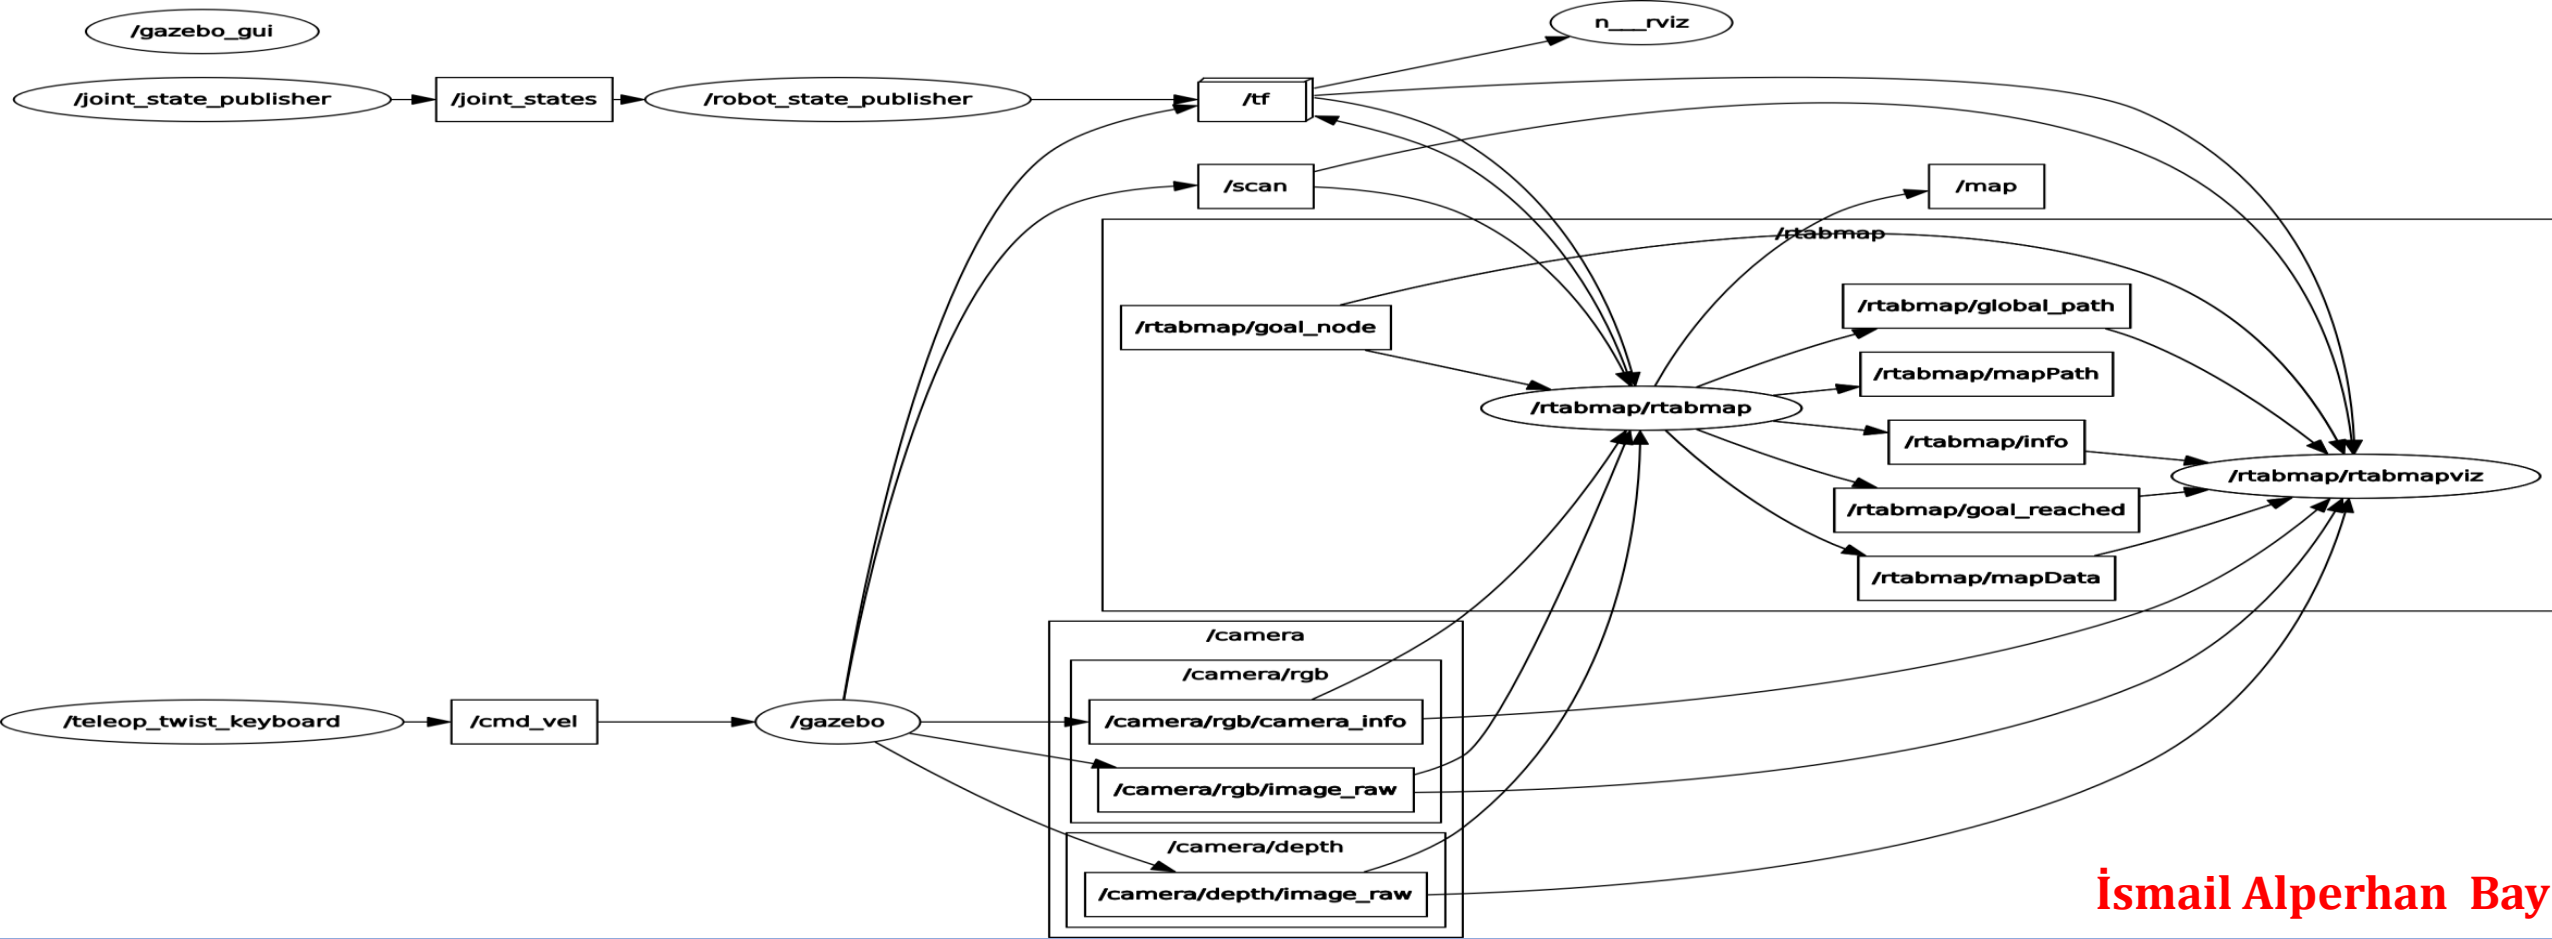 /gazebo_gui
n___rviz
/joint_state_publisher
/joint_states
/robot_state_publisher
/tf
/scan
/map
/rtabmap
/rtabmap/goal_node
/rtabmap/global_path
/rtabmap/mapPath
/rtabmap/rtabmap
/rtabmap/info
/rtabmap/rtabmapviz
/rtabmap/goal_reached
/rtabmap/mapData
/camera
/camera/rgb
/teleop_twist_keyboard
/cmd_vel
/gazebo
/camera/rgb/camera_info
/camera/rgb/image_raw
/camera/depth
/camera/depth/image_raw
İsmail Alperhan Bay